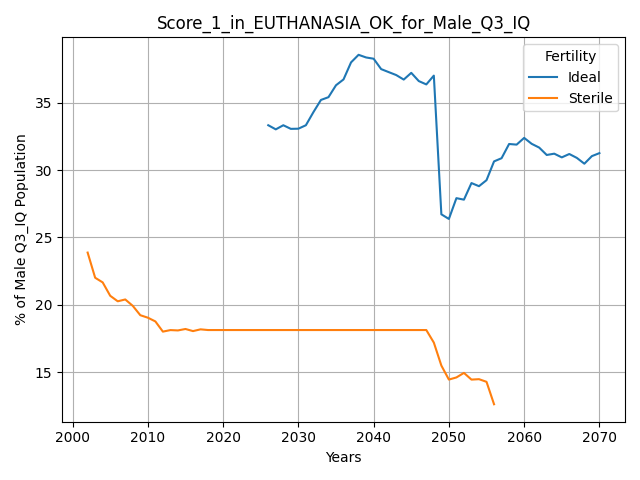 Score_1_in_EUTHANASIA_OK_for_Male_Q3_IQ
Fertility
Ideal
Sterile
% of Male Q3_IQ Population
35
30
25
20
15
2000 2010 2020 2030 2040 2050 2060 2070
Years